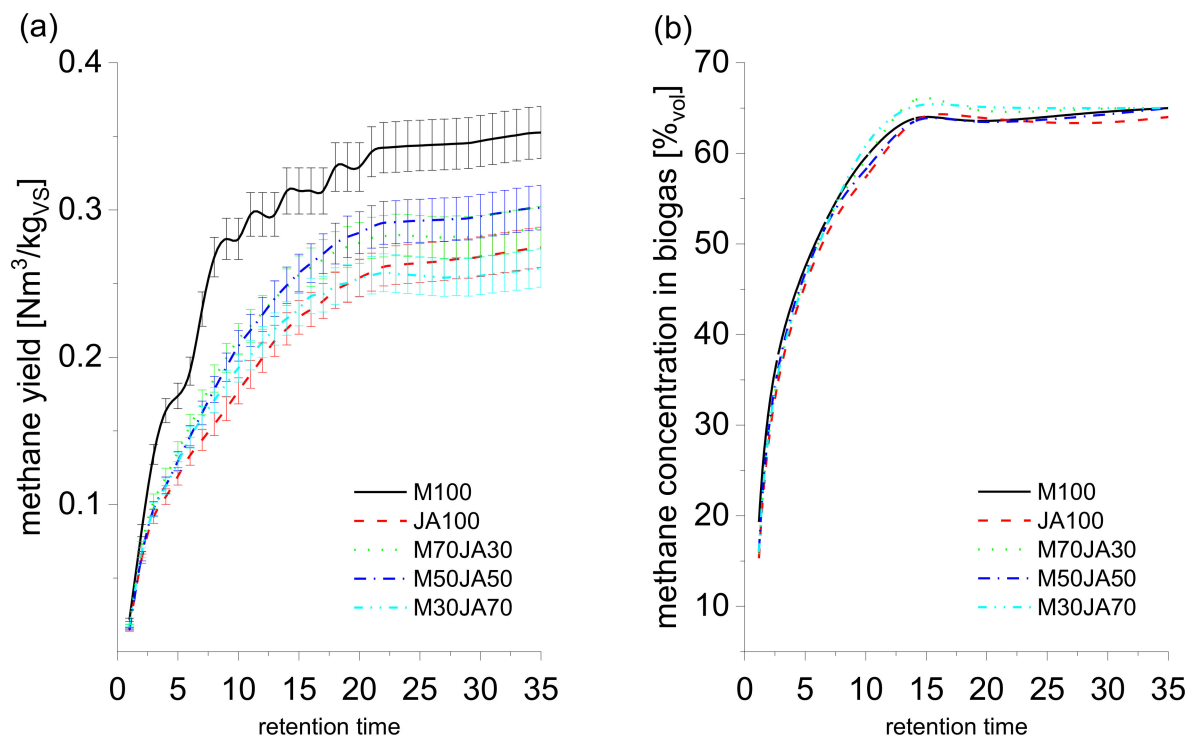 (a)
methane yield [Nm³/kgVS]
0.4
0.3
0.2
0.1
0 5 10 15 20 25 30 35
retention time
M100
JA100
M70JA30
M50JA50
M30JA70
(b)
methane concentration in biogas [%vol]
70
60
50
40
30
20
10
0 5 10 15 20 25 30 35
retention time
M100
JA100
M70JA30
M50JA50
M30JA70